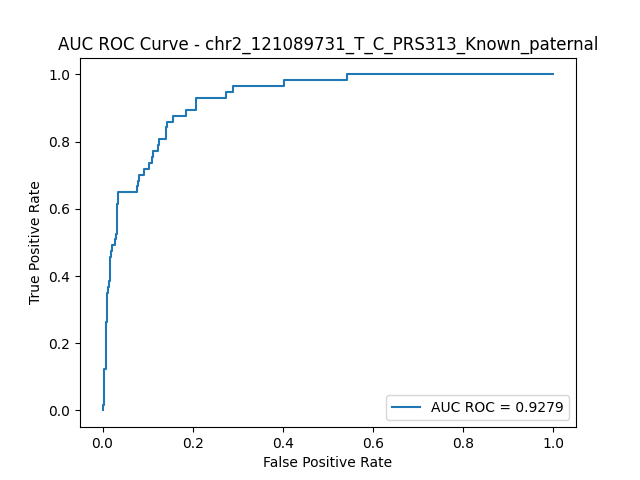 AUC ROC Curve - chr2_121089731_T_C_PRS313_Known_paternal
1.0
0.8
0.6
0.4
0.2
0.0
True Positive Rate
AUC ROC = 0.9279
0.0 0.2 0.4 0.6 0.8 1.0
False Positive Rate